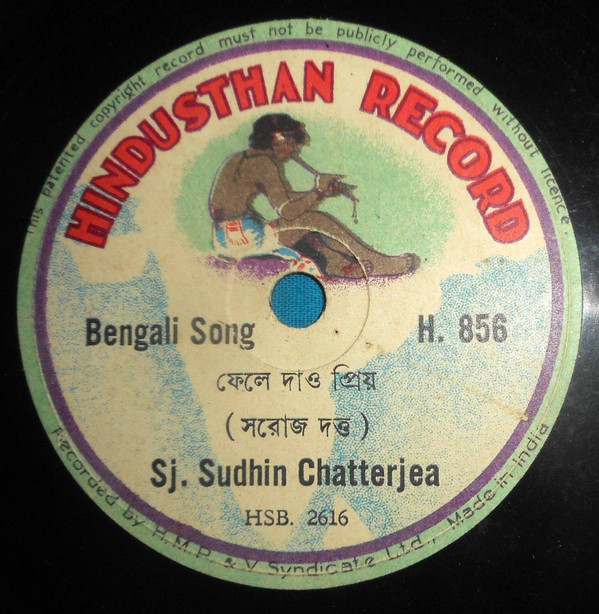 This patented copyright record must not be publicly performed without licence.
HINDUSTHAN RECORD
Bengali Song H. 856
ফেলে দাও প্রিয়
( সরোজ দত্ত )
Sj. Sudhin Chatterjea
HSB. 2616
Recorded by H.M.P. & V. Syndicate Ltd., Made in India